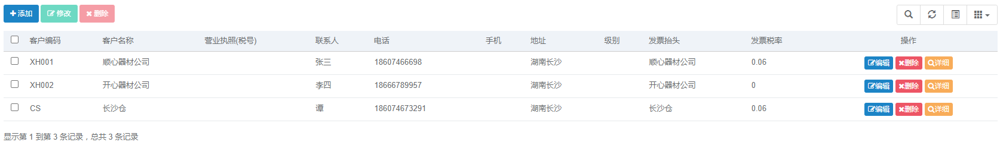 添加 修改 删除
客户编码 客户名称 营业执照(税号) 联系人 电话 手机 地址 级别 发票抬头 发票税率 操作
XH001 顺心器材公司 张三 18607466698 湖南长沙 顺心器材公司 0.06 编辑 删除 详细
XH002 开心器材公司 李四 18666789957 湖南长沙 开心器材公司 0 编辑 删除 详细
CS 长沙仓 谭 186074673291 湖南长沙 长沙仓 0.06 编辑 删除 详细
显示第 1 到第 3 条记录，总共 3 条记录